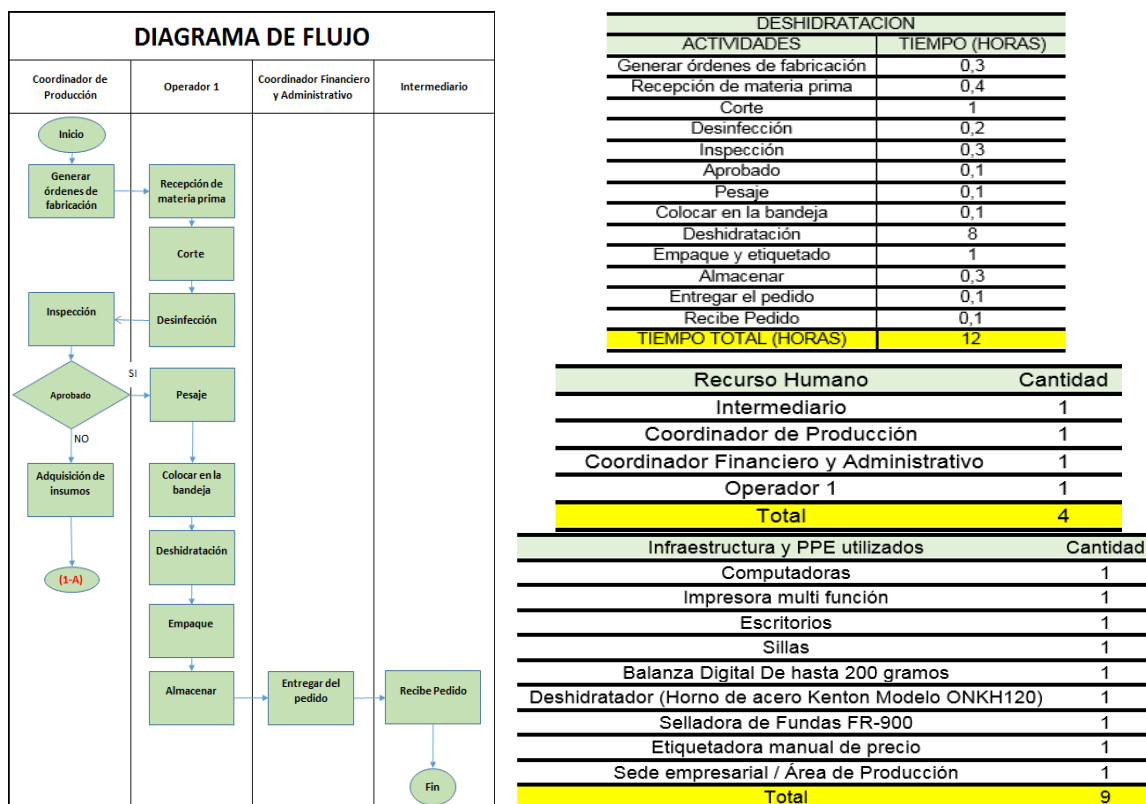 DIAGRAMA DE FLUJO
Coordinador de
Producción
Operador 1
Coordinador Financiero
y Administrativo
Intermediario
Inicio
Generar
órdenes de
fabricación
Recepción de
materia prima
Corte
Inspección
Desinfección
SI
Aprobado
Pesaje
NO
Adquisición de
insumos
Colocar en la
bandeja
Deshidratación
(1-A)
Empaque
Almacenar
Entregar del
pedido
Recibe Pedido
Fin
DESHIDRATACION
ACTIVIDADES TIEMPO (HORAS)
Generar órdenes de fabricación 0,3
Recepción de materia prima 0,4
Corte 1
Desinfección 0,2
Inspección 0,3
Aprobado 0,1
Pesaje 0,1
Colocar en la bandeja 0,1
Deshidratación 8
Empaque y etiquetado 1
Almacenar 0,3
Entregar el pedido 0,1
Recibe Pedido 0,1
TIEMPO TOTAL (HORAS) 12
Recurso Humano Cantidad
Intermediario 1
Coordinador de Producción 1
Coordinador Financiero y Administrativo 1
Operador 1 1
Total 4
Infraestructura y PPE utilizados Cantidad
Computadoras 1
Impresora multi función 1
Escritorios 1
Sillas 1
Balanza Digital De hasta 200 gramos 1
Deshidratador (Horno de acero Kenton Modelo ONKH120) 1
Selladora de Fundas FR-900 1
Etiquetadora manual de precio 1
Sede empresarial / Área de Producción 1
Total 9